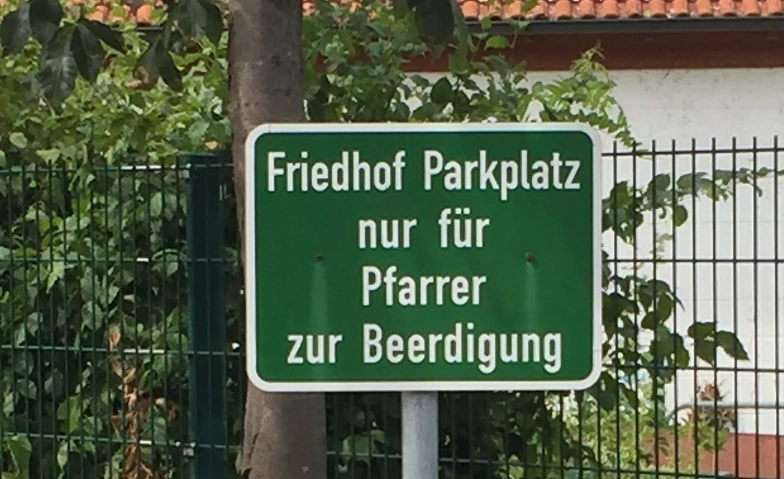 Friedhof Parkplatz
nur für
Pfarrer
zur Beerdigung